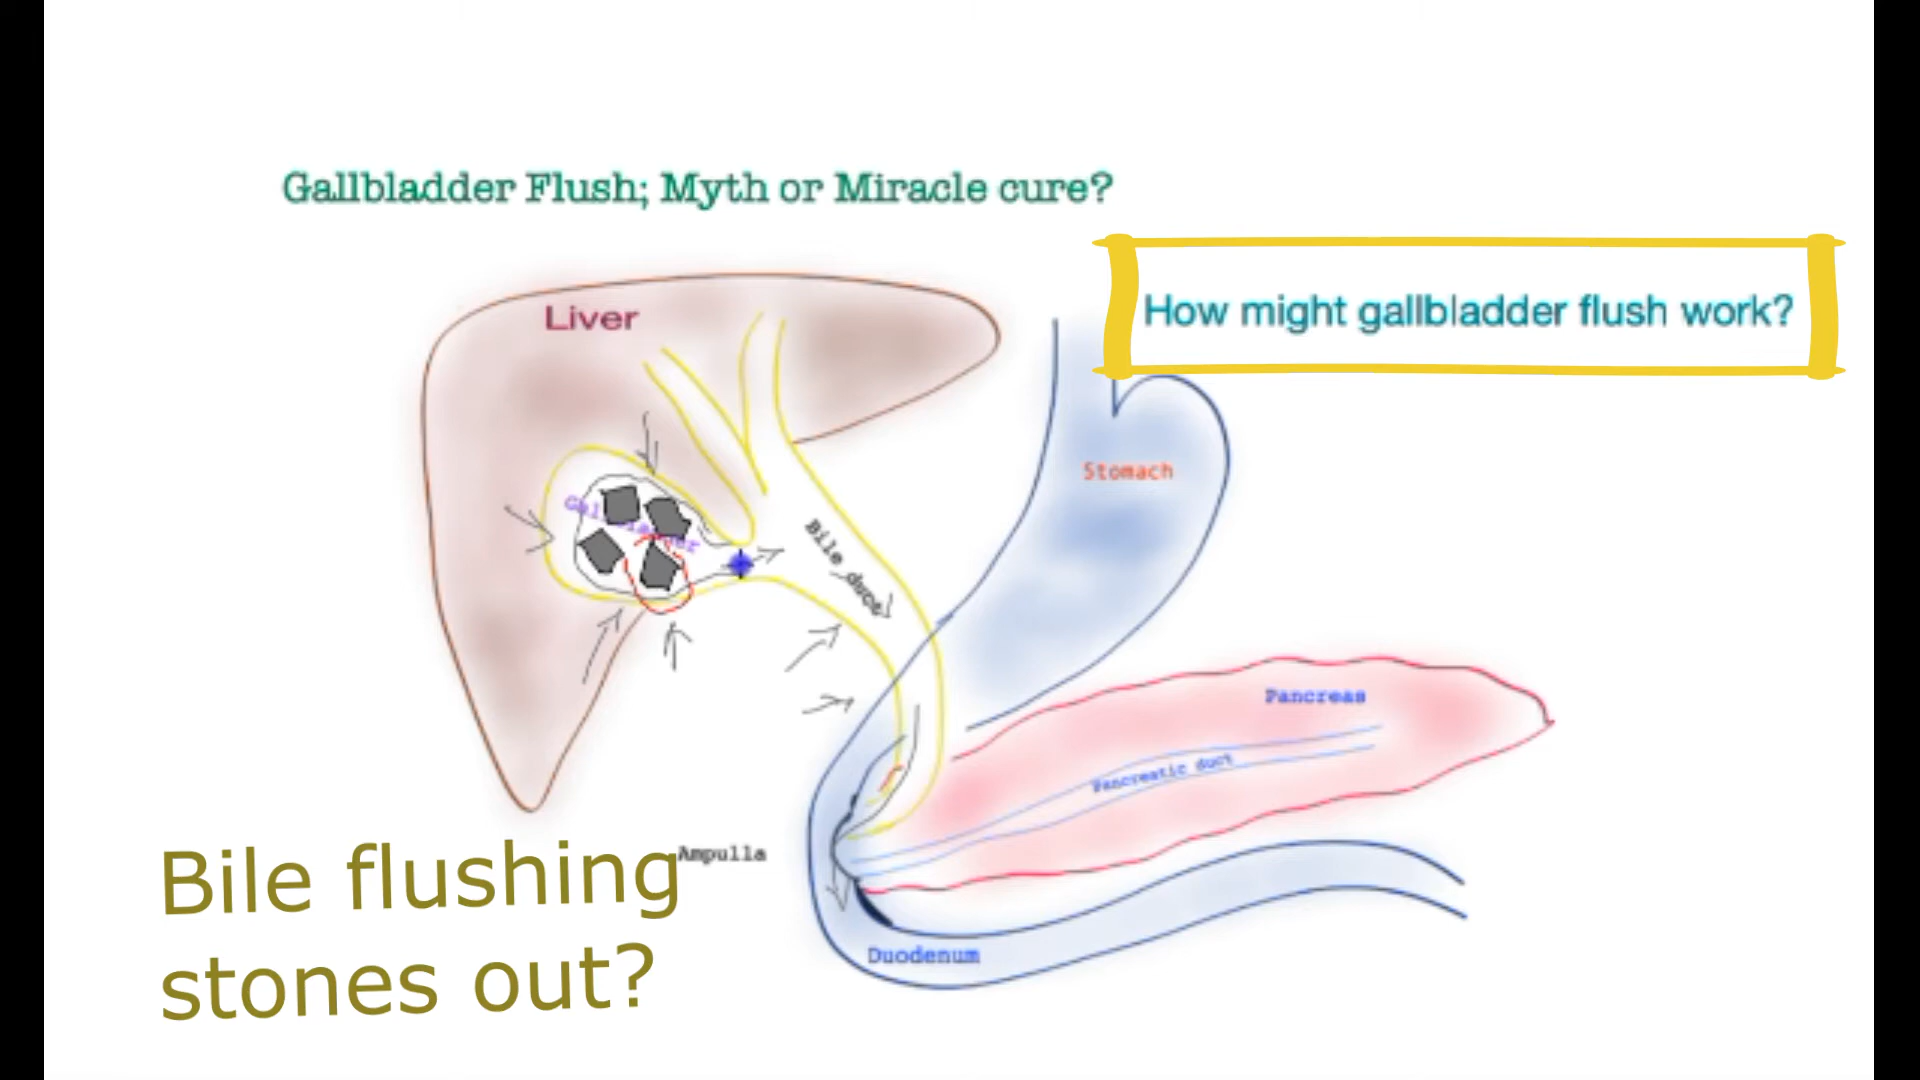 Gallbladder Flush; Myth or Miracle cure?
How might gallbladder flush work?
Liver
Stomach
Gallbladder
Bile duct
Pancreas
Pancreatic duct
Ampulla
Duodenum
Bile flushing
stones out?